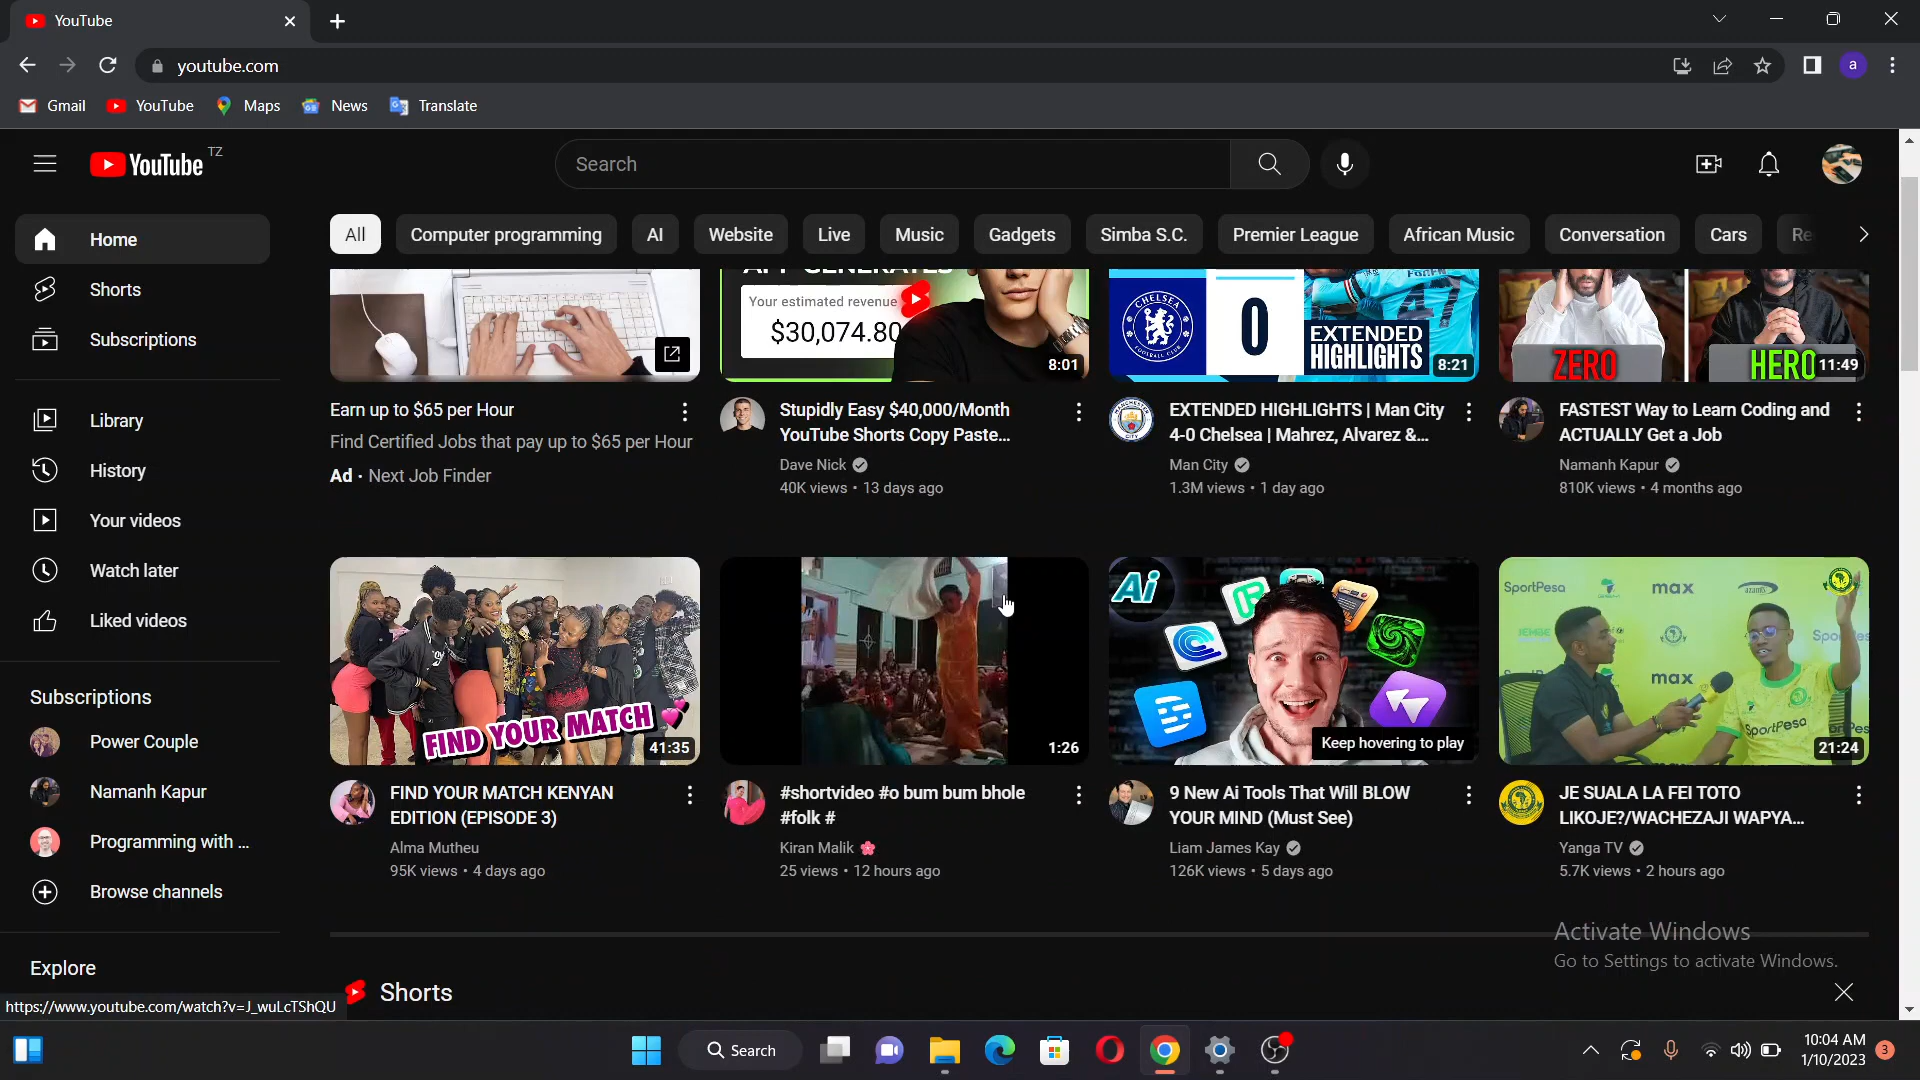 YouTube
youtube.com
a
Gmail
YouTube
Maps
News
Translate
YouTube TZ
Search
Home
Shorts
Subscriptions
Library
History
Your videos
Watch later
Liked videos
Subscriptions
Power Couple
Namanh Kapur
Programming with ...
Browse channels
Explore
https://www.youtube.com/watch?v=J_wuLcTShQU
All
Computer programming
AI
Website
Live
Music
Gadgets
Simba S.C.
Premier League
African Music
Conversation
Cars
Re
Earn up to $65 per Hour
Find Certified Jobs that pay up to $65 per Hour
Ad · Next Job Finder
APP GENERATES
Your estimated revenue
$30,074.80
8:01
Stupidly Easy $40,000/Month
YouTube Shorts Copy Paste...
Dave Nick
40K views · 13 days ago
CHELSEA
0
EXTENDED
HIGHLIGHTS
8:21
EXTENDED HIGHLIGHTS | Man City
4-0 Chelsea | Mahrez, Alvarez &...
Man City
1.3M views · 1 day ago
ZERO
HERO
11:49
FASTEST Way to Learn Coding and
ACTUALLY Get a Job
Namanh Kapur
810K views · 4 months ago
FIND YOUR MATCH
41:35
FIND YOUR MATCH KENYAN
EDITION (EPISODE 3)
Alma Mutheu
95K views · 4 days ago
1:26
#shortvideo #o bum bum bhole
#folk #
Kiran Malik 🌸
25 views · 12 hours ago
Ai
Keep hovering to play
9 New Ai Tools That Will BLOW
YOUR MIND (Must See)
Liam James Kay
126K views · 5 days ago
SportPesa
max
max
SportPesa
21:24
JE SUALA LA FEI TOTO
LIKOJE?/WACHEZAJI WAPYA...
Yanga TV
5.7K views · 2 hours ago
Shorts
Activate Windows
Go to Settings to activate Windows.
Search
10:04 AM
1/10/2023
3